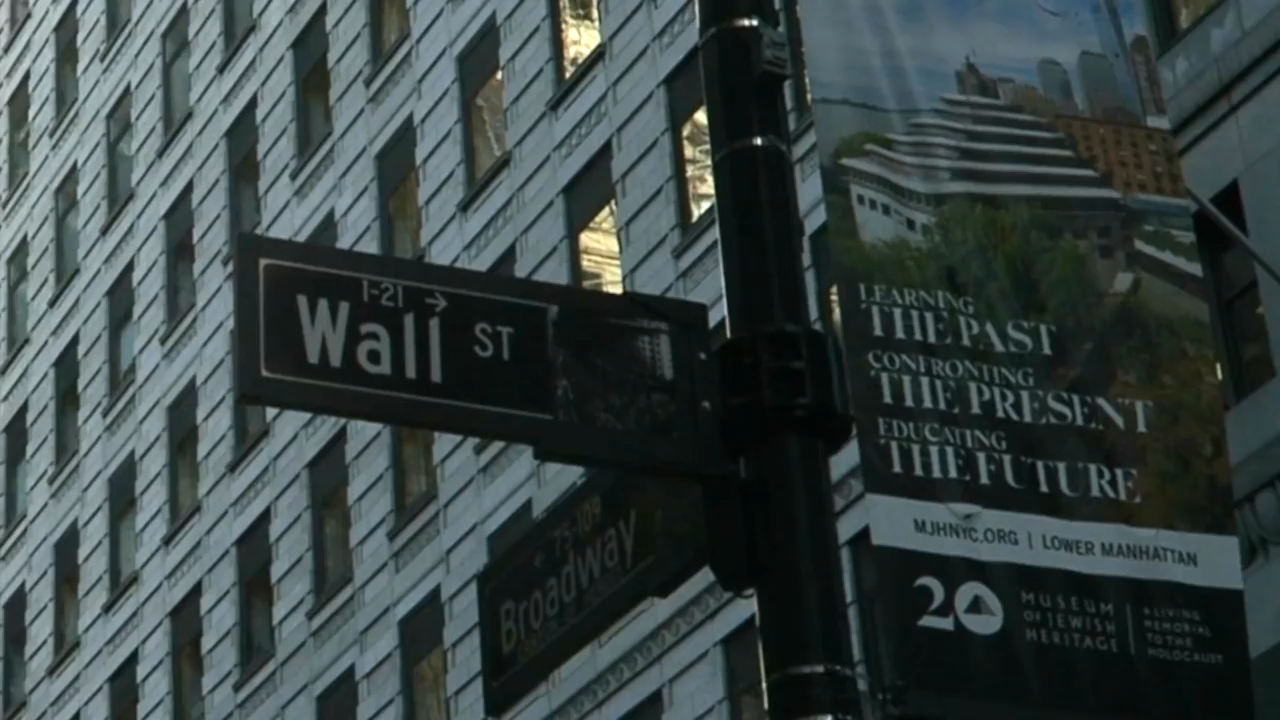 1-21 →
Wall ST
← 75-109
Broadway
LEARNING
THE PAST
CONFRONTING
THE PRESENT
EDUCATING
THE FUTURE
MJHNYC.ORG | LOWER MANHATTAN
20
MUSEUM
OF JEWISH
HERITAGE
A LIVING
MEMORIAL
TO THE
HOLOCAUST